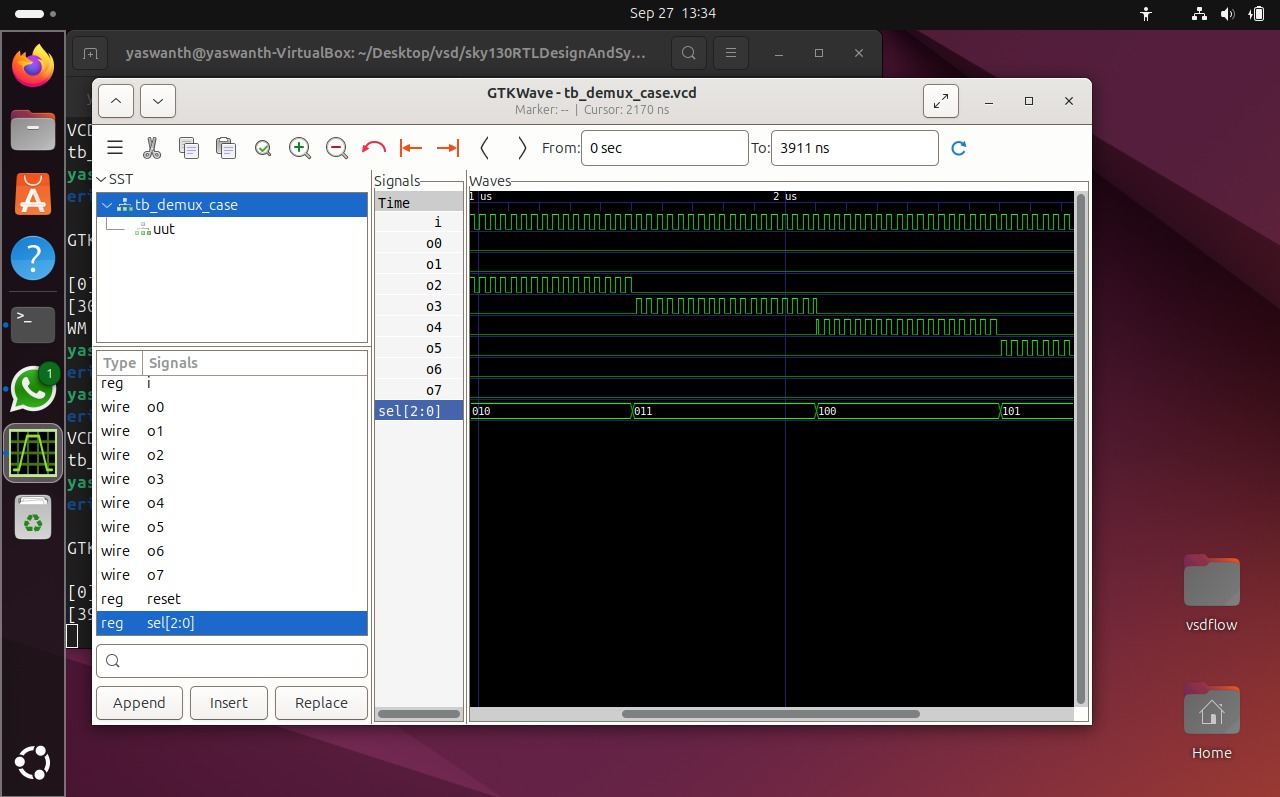 Sep 27 13:34
yaswanth@yaswanth-VirtualBox: ~/Desktop/vsd/sky130RTLDesignAndSy...
GTKWave - tb_demux_case.vcd
Marker: -- | Cursor: 2170 ns
From: 0 sec To: 3911 ns
SST
tb_demux_case
uut
Type Signals
reg i
wire o0
wire o1
wire o2
wire o3
wire o4
wire o5
wire o6
wire o7
reg reset
reg sel[2:0]
Append Insert Replace
Signals
Time
i
o0
o1
o2
o3
o4
o5
o6
o7
sel[2:0]
Waves
1 us 2 us
010 011 100 101
VCD
tb_
yas
eri
GTK
[0]
[30
WM
yas
eri
yas
eri
VCD
tb_
yas
eri
GTK
[0]
[39
>_
?
1
vsdflow
Home